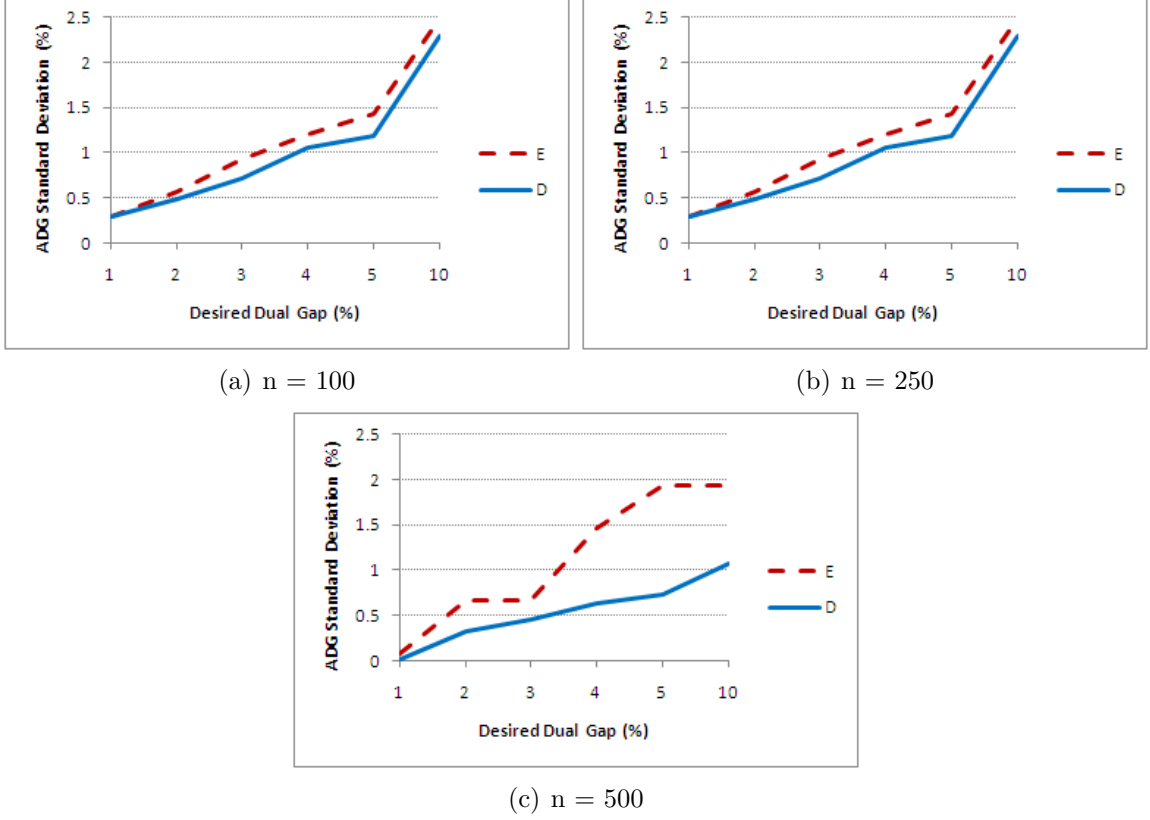 ADG Standard Deviation (%)
2.5
2
1.5
1
0.5
0
1 2 3 4 5 10
Desired Dual Gap (%)
E
D
(a) n = 100
ADG Standard Deviation (%)
2.5
2
1.5
1
0.5
0
1 2 3 4 5 10
Desired Dual Gap (%)
E
D
(b) n = 250
ADG Standard Deviation (%)
2.5
2
1.5
1
0.5
0
1 2 3 4 5 10
Desired Dual Gap (%)
E
D
(c) n = 500